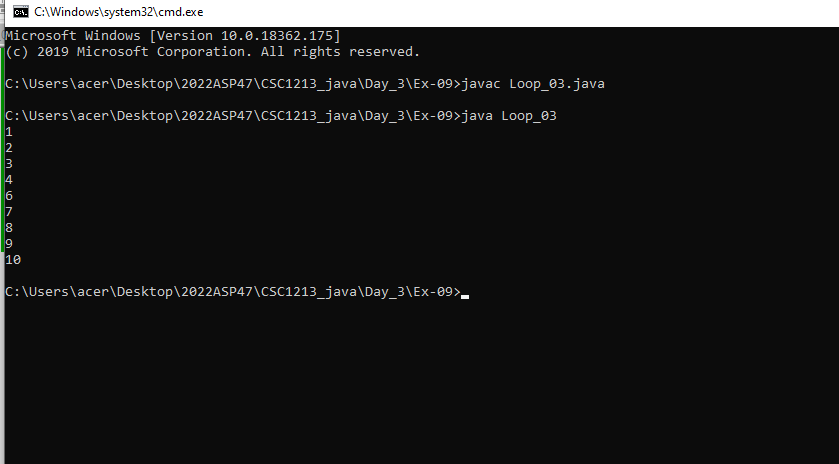 C:\Windows\system32\cmd.exe
Microsoft Windows [Version 10.0.18362.175]
(c) 2019 Microsoft Corporation. All rights reserved.
C:\Users\acer\Desktop\2022ASP47\CSC1213_java\Day_3\Ex-09>javac Loop_03.java
C:\Users\acer\Desktop\2022ASP47\CSC1213_java\Day_3\Ex-09>java Loop_03
1
2
3
4
6
7
8
9
10
C:\Users\acer\Desktop\2022ASP47\CSC1213_java\Day_3\Ex-09>